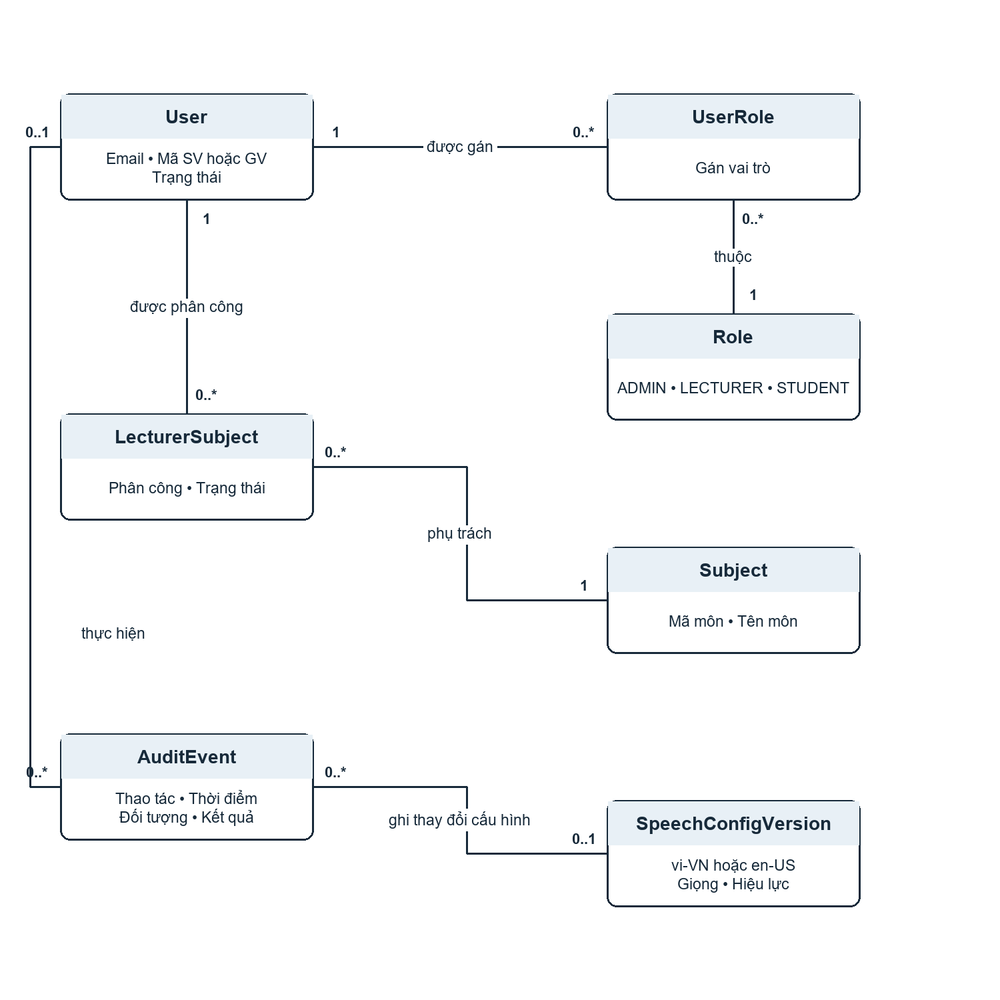 User
UserRole
0..1
1
được gán
0..*
Email • Mã SV hoặc GV
Trạng thái
Gán vai trò
1
0..*
thuộc
1
được phân công
Role
ADMIN • LECTURER • STUDENT
0..*
LecturerSubject
0..*
Phân công • Trạng thái
phụ trách
Subject
1
Mã môn • Tên môn
thực hiện
AuditEvent
0..*
0..*
Thao tác • Thời điểm
Đối tượng • Kết quả
ghi thay đổi cấu hình
SpeechConfigVersion
0..1
vi-VN hoặc en-US
Giọng • Hiệu lực